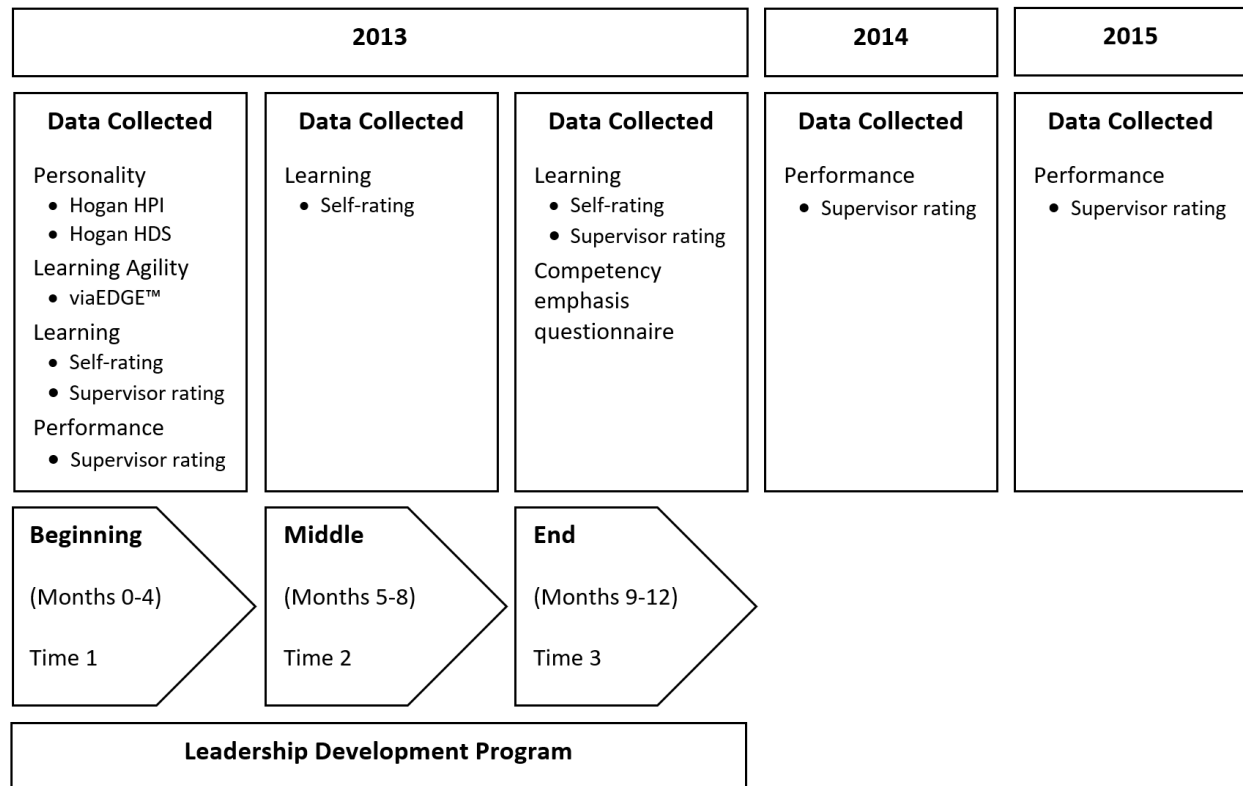 2013
2014
2015
Data Collected
Personality
• Hogan HPI
• Hogan HDS
Learning Agility
• viaEDGE™
Learning
• Self-rating
• Supervisor rating
Performance
• Supervisor rating
Data Collected
Learning
• Self-rating
Data Collected
Learning
• Self-rating
• Supervisor rating
Competency
emphasis
questionnaire
Data Collected
Performance
• Supervisor rating
Data Collected
Performance
• Supervisor rating
Beginning
(Months 0-4)
Time 1
Middle
(Months 5-8)
Time 2
End
(Months 9-12)
Time 3
Leadership Development Program